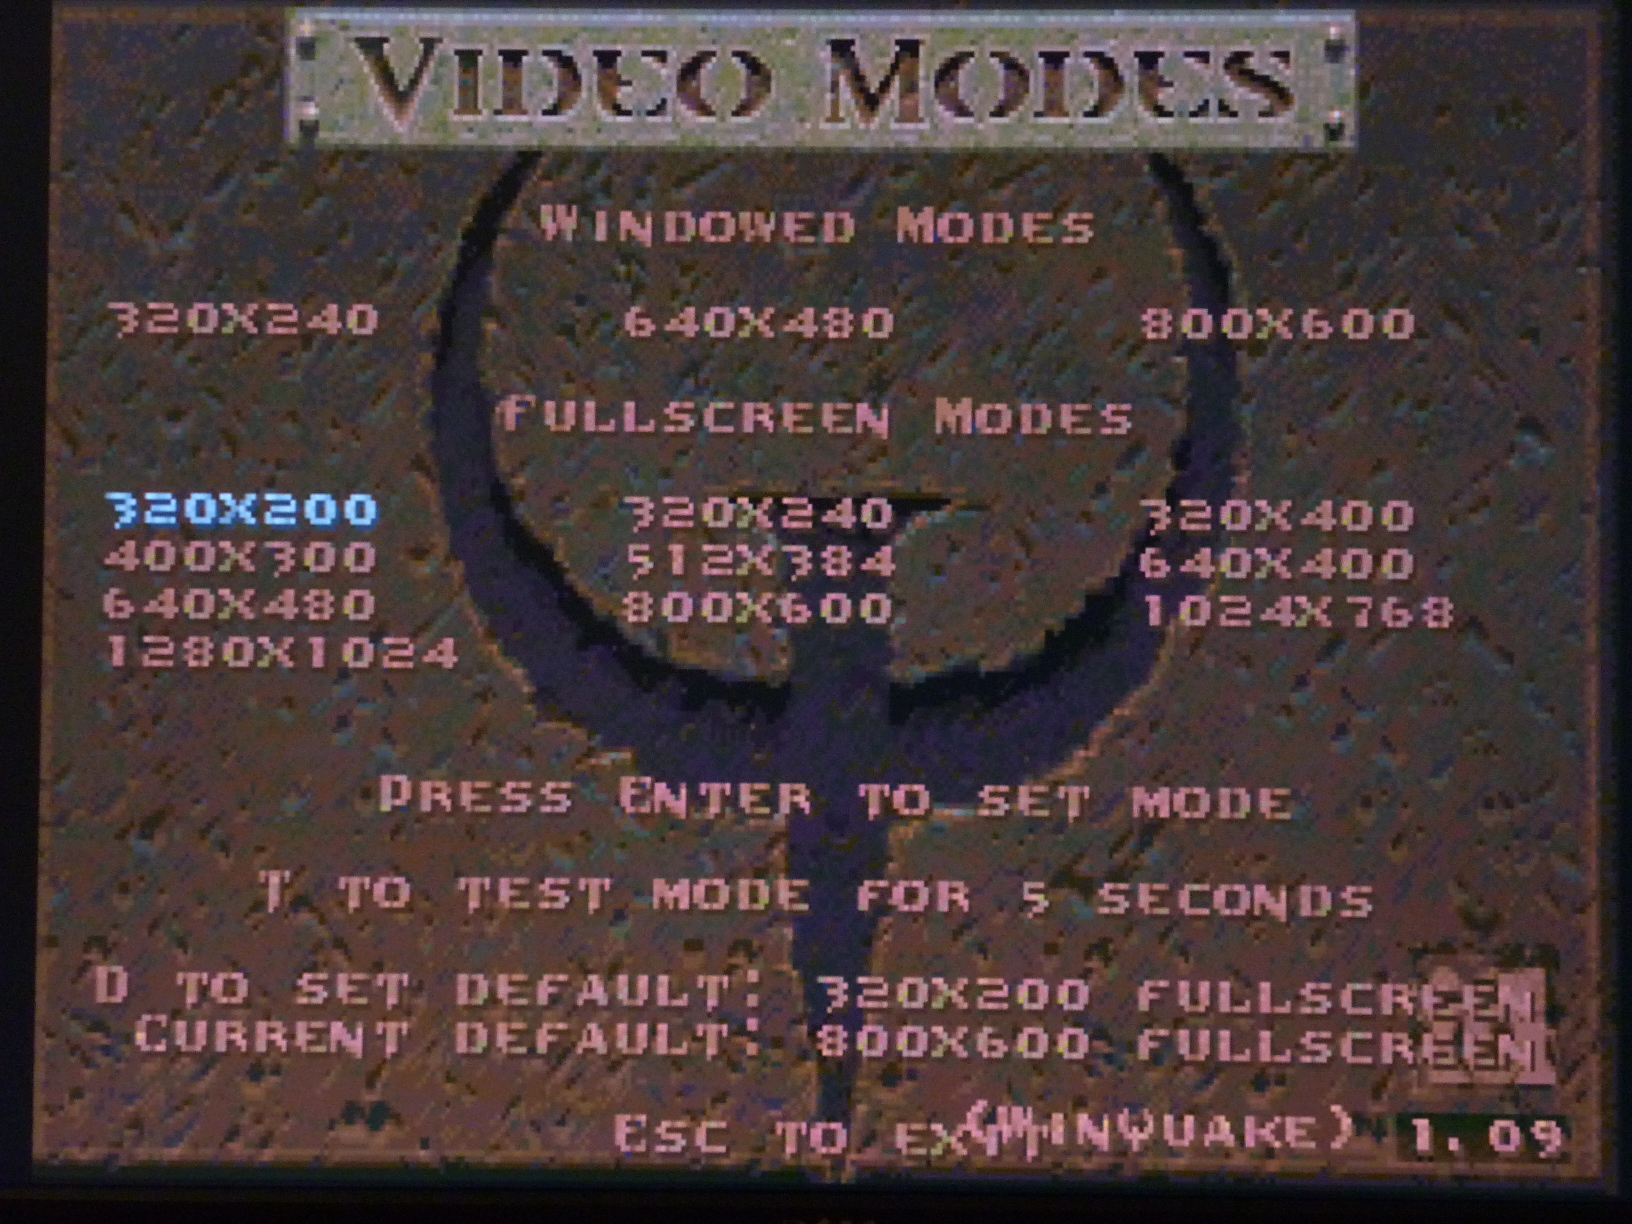 VIDEO MODES
WINDOWED MODES
320X240 640X480 800X600
FULLSCREEN MODES
320X200 320X240 320X400
400X300 512X384 640X400
640X480 800X600 1024X768
1280X1024
PRESS ENTER TO SET MODE
T TO TEST MODE FOR 5 SECONDS
D TO SET DEFAULT: 320X200 FULLSCREEN
CURRENT DEFAULT: 800X600 FULLSCREEN
ESC TO EXIT (WINQUAKE) 1.09